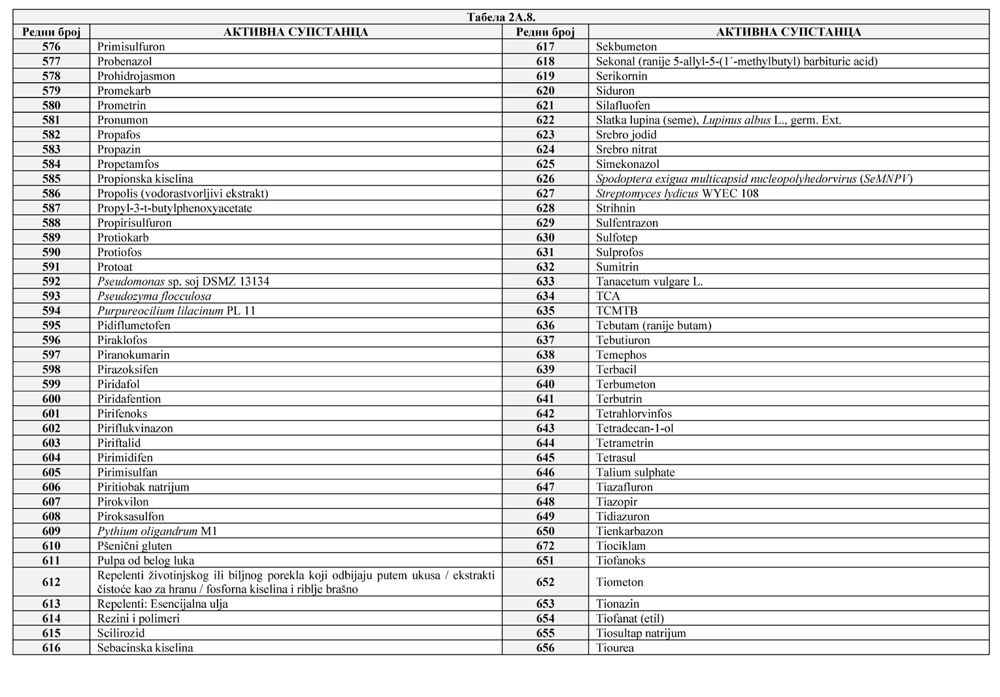 Табела 2А.8.
Редни број АКТИВНА СУПСТАНЦА Редни број АКТИВНА СУПСТАНЦА
576 Primisulfuron 617 Sekbumeton
577 Probenazol 618 Sekonal (ranije 5-allyl-5-(1´-methylbutyl) barbituric acid)
578 Prohidrojasmon 619 Serikornin
579 Promekarb 620 Siduron
580 Prometrin 621 Silafluofen
581 Pronumon 622 Slatka lupina (seme), Lupinus albus L., germ. Ext.
582 Propafos 623 Srebro jodid
583 Propazin 624 Srebro nitrat
584 Propetamfos 625 Simekonazol
585 Propionska kiselina 626 Spodoptera exigua multicapsid nucleopolyhedorvirus (SeMNPV)
586 Propolis (vodorastvorljivi ekstrakt) 627 Streptomyces lydicus WYEC 108
587 Propyl-3-t-butylphenoxyacetate 628 Strihnin
588 Propirisulfuron 629 Sulfentrazon
589 Protiokarb 630 Sulfotep
590 Protiofos 631 Sulprofos
591 Protoat 632 Sumitrin
592 Pseudomonas sp. soj DSMZ 13134 633 Tanacetum vulgare L.
593 Pseudozyma flocculosa 634 TCA
594 Purpureocilium lilacinum PL 11 635 TCMTB
595 Pidiflumetofen 636 Tebutam (ranije butam)
596 Piraklofos 637 Tebutiuron
597 Piranokumarin 638 Temephos
598 Pirazoksifen 639 Terbacil
599 Piridafol 640 Terbumeton
600 Piridafention 641 Terbutrin
601 Pirifenoks 642 Tetrahlorvinfos
602 Piriflukvinazon 643 Tetradecan-1-ol
603 Piriftalid 644 Tetrametrin
604 Pirimidifen 645 Tetrasul
605 Pirimisulfan 646 Talium sulphate
606 Piritiobak natrijum 647 Tiazafluron
607 Pirokvilon 648 Tiazopir
608 Piroksasulfon 649 Tidiazuron
609 Pythium oligandrum M1 650 Tienkarbazon
610 Pšenični gluten 672 Tiociklam
611 Pulpa od belog luka 651 Tiofanoks
612 Repelenti životinjskog ili biljnog porekla koji odbijaju putem ukusa / ekstrakti
čistoće kao za hranu / fosforna kiselina i riblje brašno 652 Tiometon
613 Repelenti: Esencijalna ulja 653 Tionazin
614 Rezini i polimeri 654 Tiofanat (etil)
615 Scilirozid 655 Tiosultap natrijum
616 Sebacinska kiselina 656 Tiourea